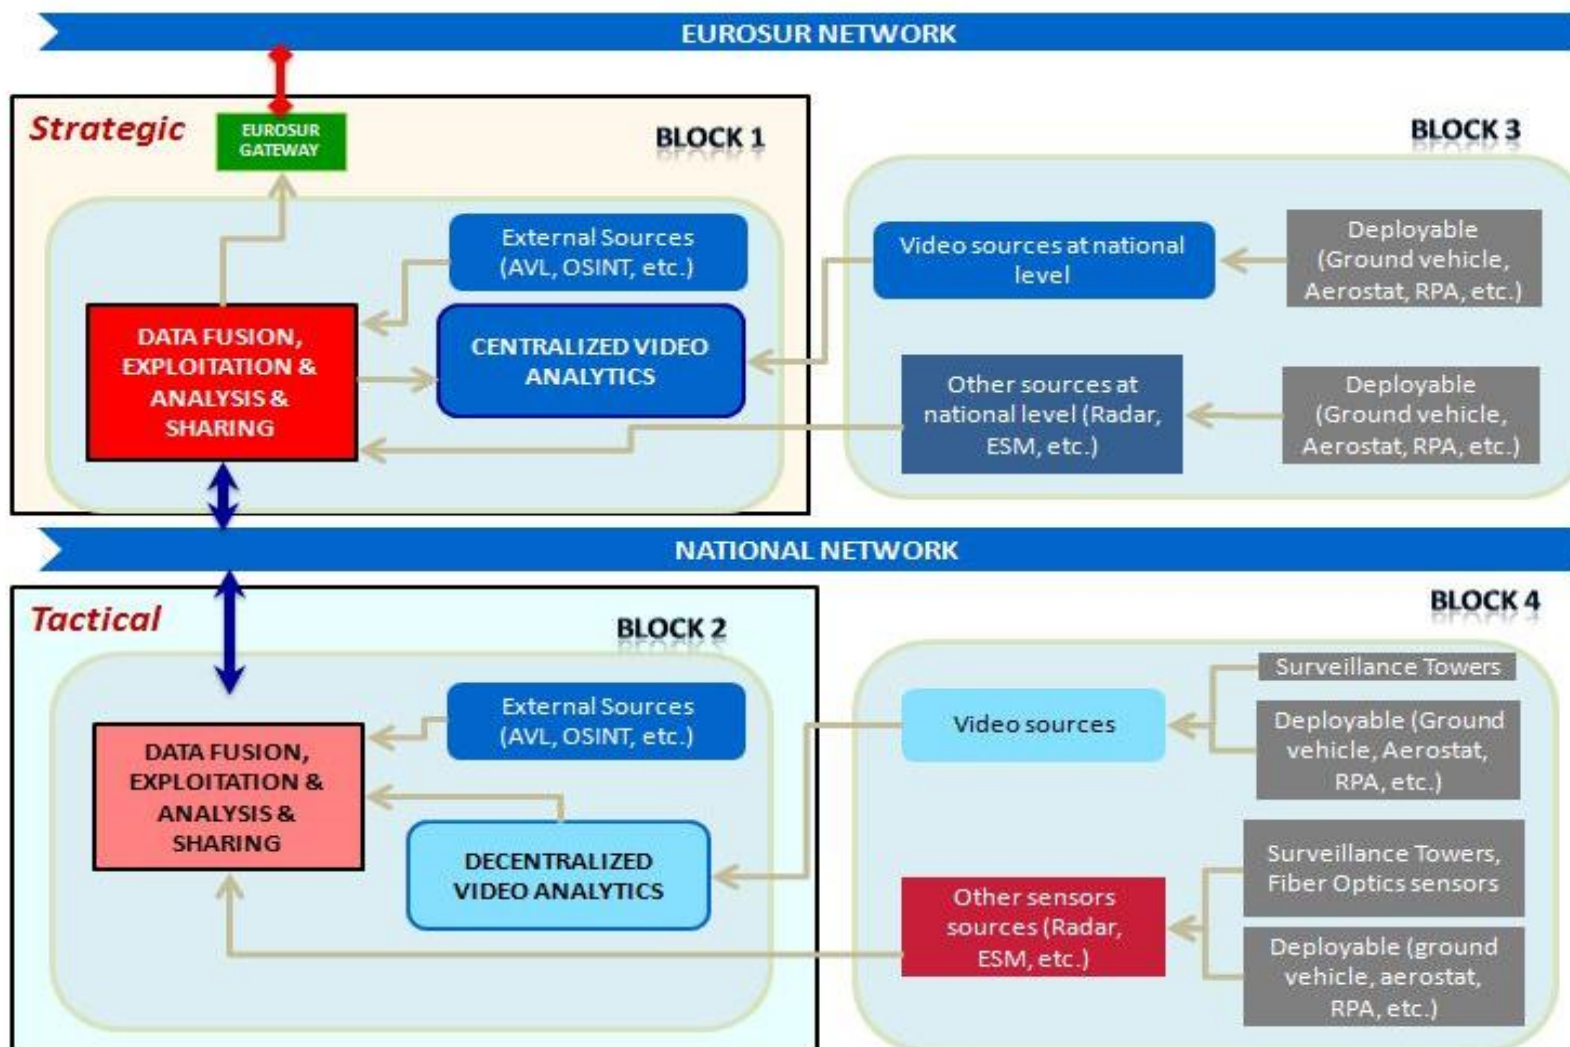 EUROSUR NETWORK
Strategic
EUROSUR
GATEWAY
BLOCK 1
External Sources
(AVL, OSINT, etc.)
DATA FUSION,
EXPLOITATION &
ANALYSIS &
SHARING
CENTRALIZED VIDEO
ANALYTICS
BLOCK 3
Video sources at national
level
Deployable
(Ground vehicle,
Aerostat, RPA, etc.)
Other sources at
national level (Radar,
ESM, etc.)
Deployable
(Ground vehicle,
Aerostat, RPA, etc.)
NATIONAL NETWORK
Tactical
BLOCK 2
External Sources
(AVL, OSINT, etc.)
DATA FUSION,
EXPLOITATION &
ANALYSIS &
SHARING
DECENTRALIZED
VIDEO ANALYTICS
BLOCK 4
Video sources
Surveillance Towers
Deployable (Ground
vehicle, Aerostat,
RPA, etc.)
Other sensors
sources (Radar,
ESM, etc.)
Surveillance Towers,
Fiber Optics sensors
Deployable (ground
vehicle, aerostat,
RPA, etc.)